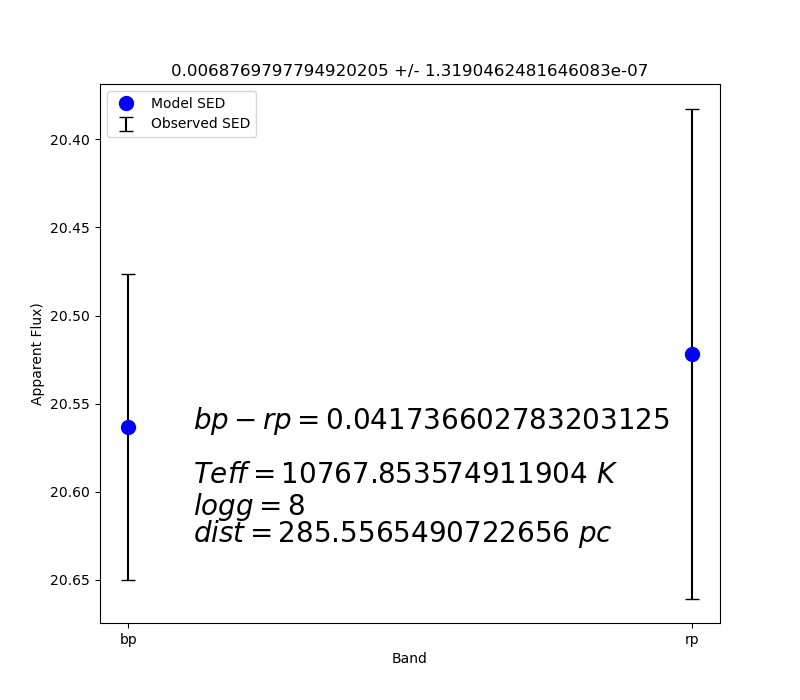 0.0068769797794920205 +/- 1.3190462481646083e-07
Model SED
Observed SED
20.40
20.45
20.50
20.55
20.60
20.65
Apparent Flux)
bp − rp = 0.041736602783203125
Teff = 10767.853574911904 K
logg = 8
dist = 285.5565490722656 pc
bp
rp
Band